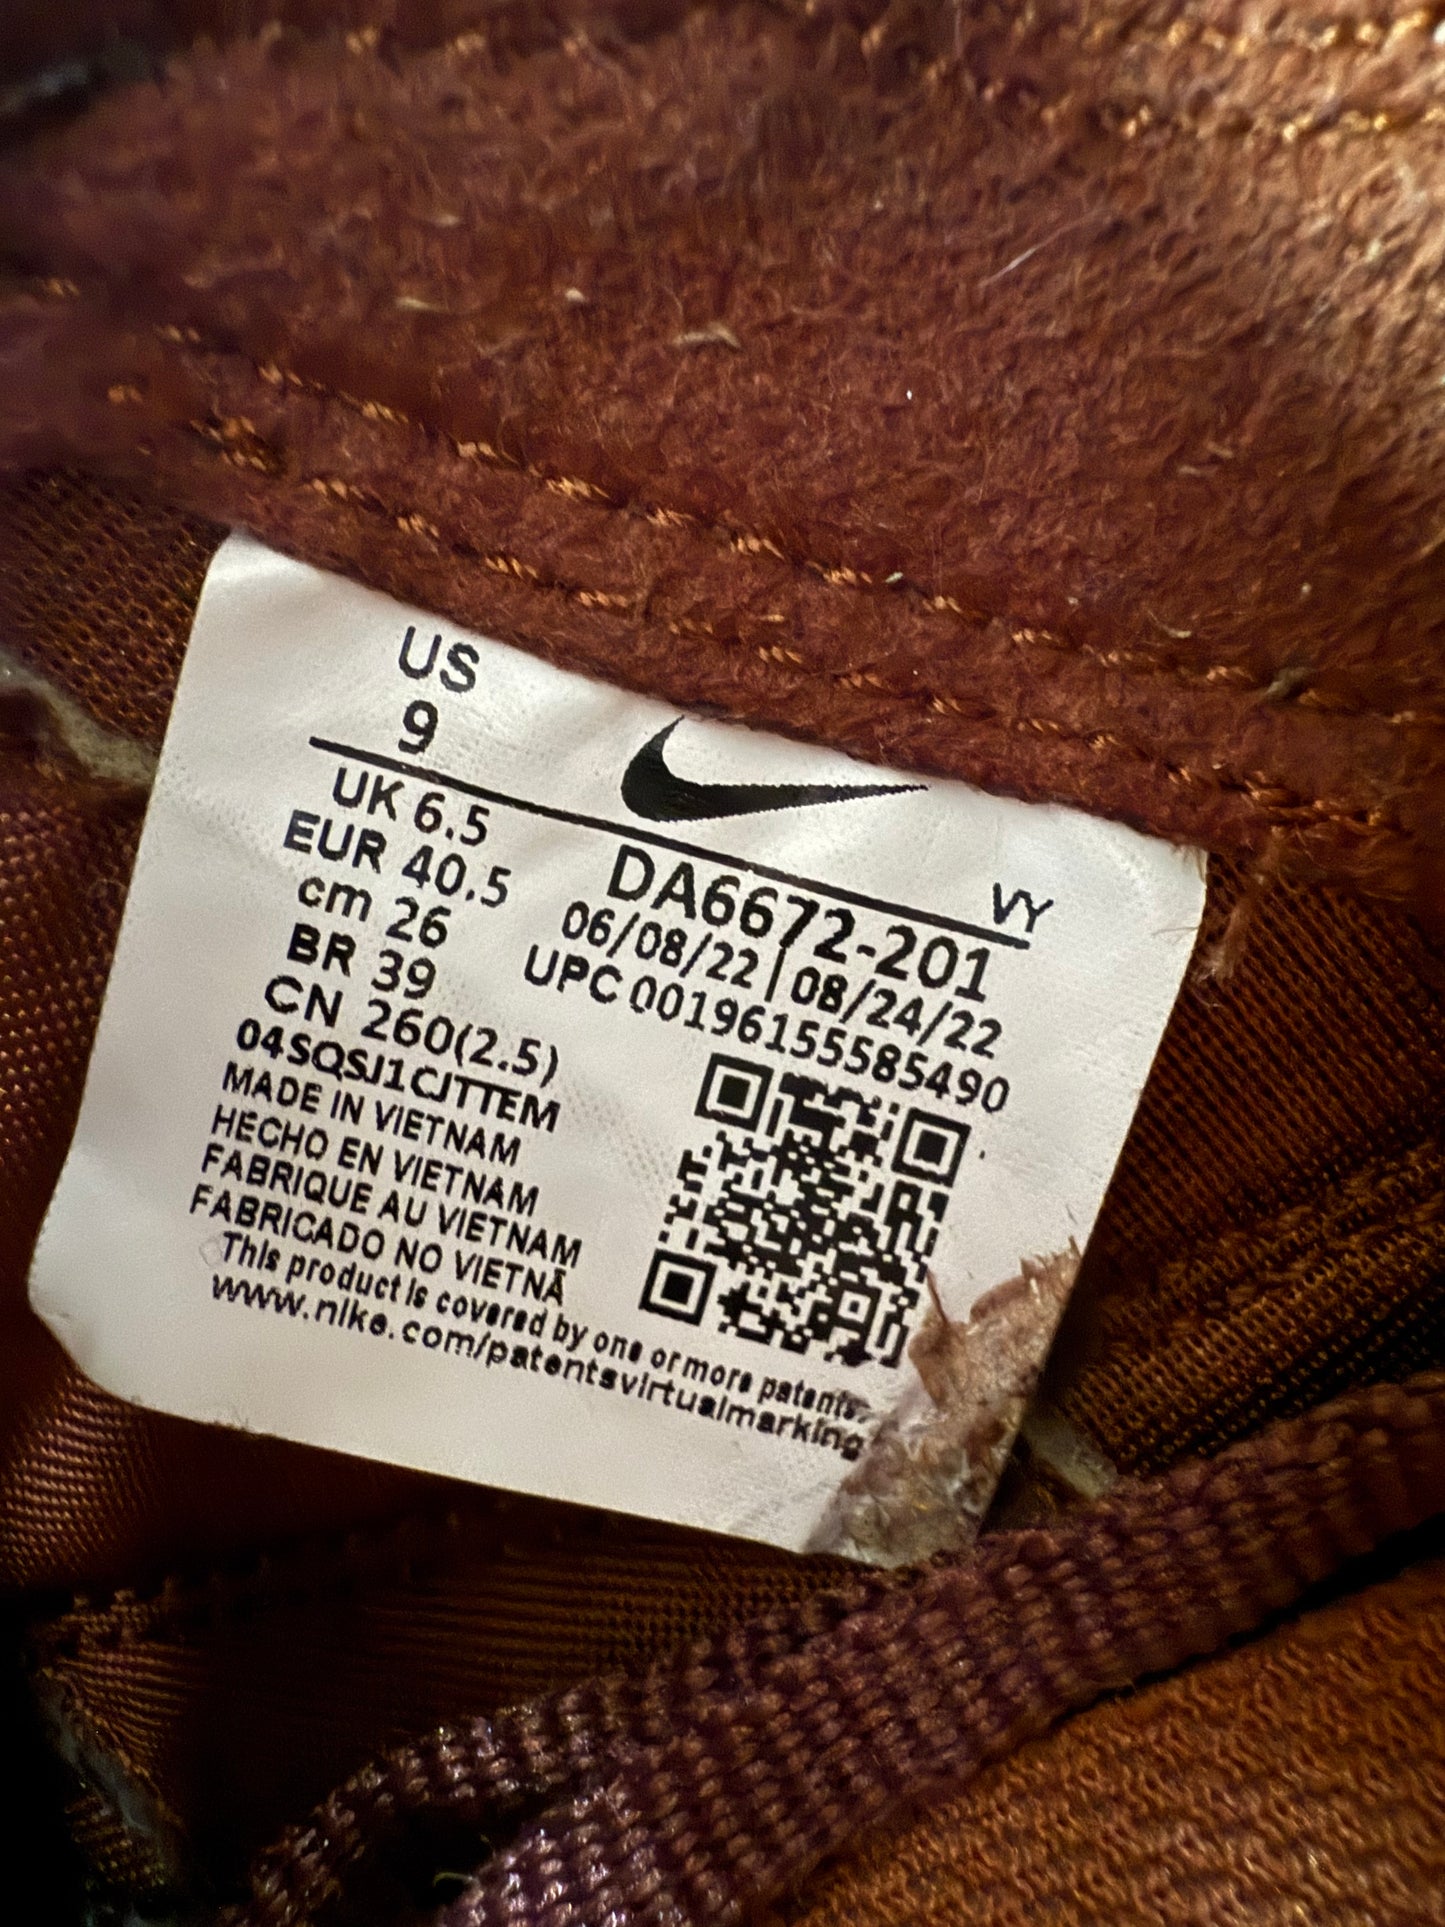 US
9
UK 6.5
EUR 40.5
cm 26
BR 39
CN 260(2.5)
04SQSJ1CJTTEM
MADE IN VIETNAM
HECHO EN VIETNAM
FABRIQUE AU VIETNAM
FABRICADO NO VIETNÃ
This product is covered by one or more patents.
www.nike.com/patentsvirtualmarking
VY
DA6672-201
06/08/22|08/24/22
UPC 00196155585490